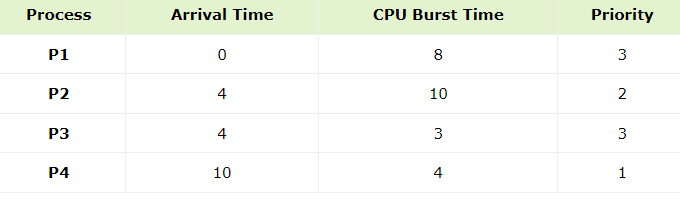 Process Arrival Time CPU Burst Time Priority
P1 0 8 3
P2 4 10 2
P3 4 3 3
P4 10 4 1